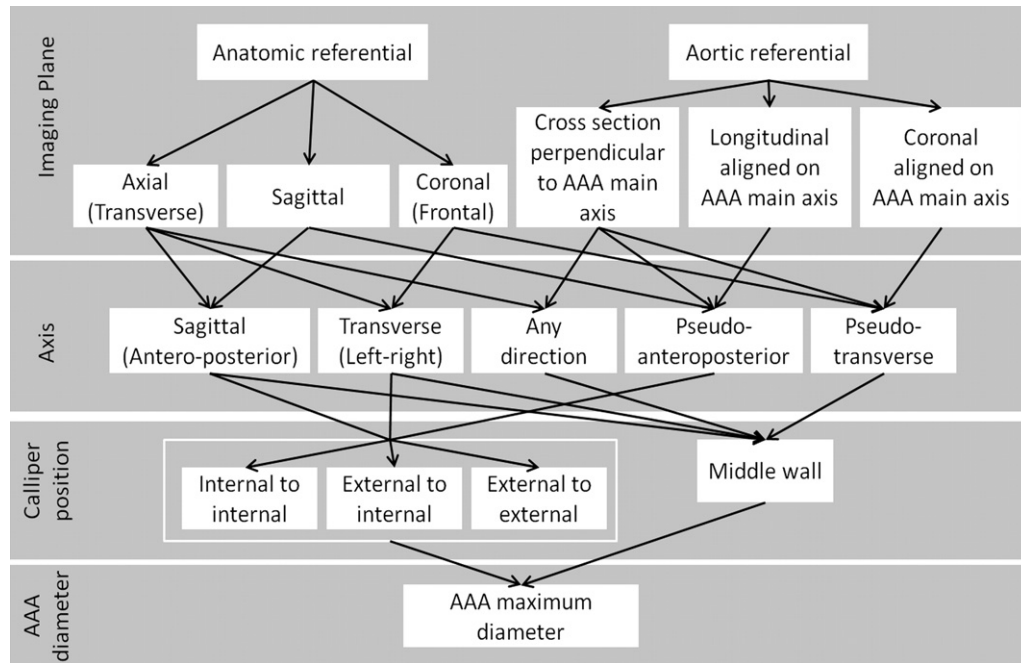 Imaging Plane
Anatomic referential
Aortic referential
Axial
(Transverse)
Sagittal
Coronal
(Frontal)
Cross section
perpendicular
to AAA main
axis
Longitudinal
aligned on
AAA main axis
Coronal
aligned on
AAA main axis
Axis
Sagittal
(Antero-posterior)
Transverse
(Left-right)
Any
direction
Pseudo-
anteroposterior
Pseudo-
transverse
Calliper
position
Internal to
internal
External to
internal
External to
external
Middle wall
AAA
diameter
AAA maximum
diameter